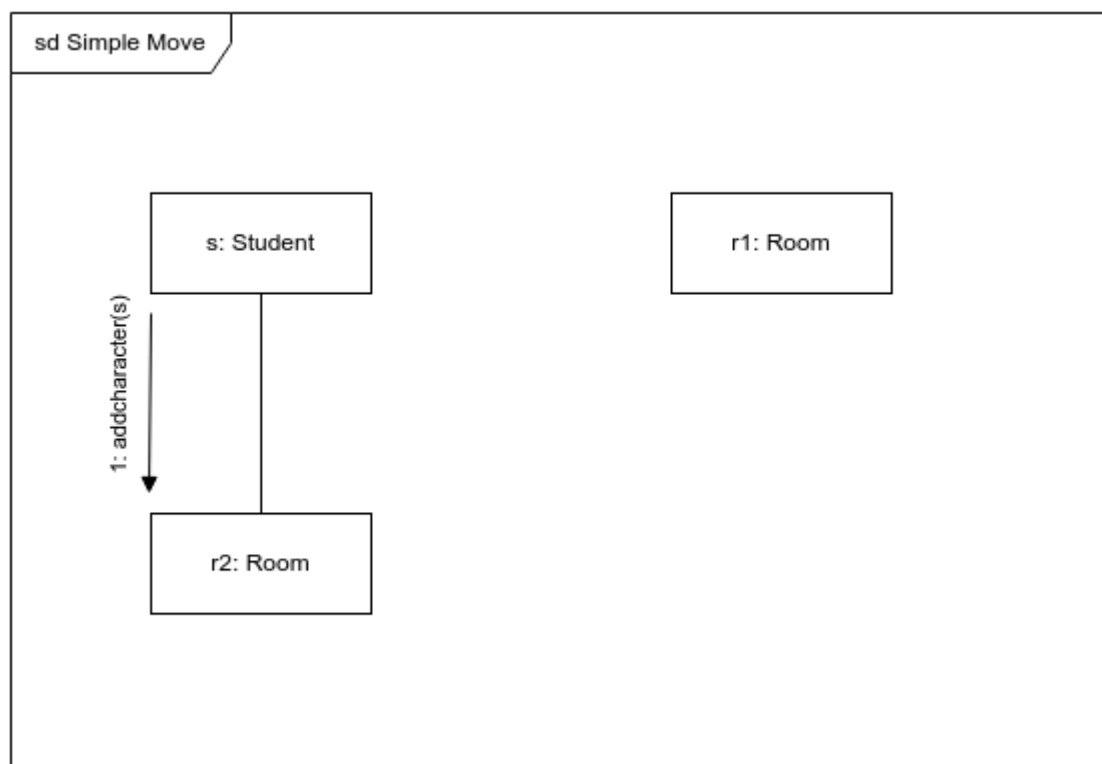 sd Simple Move
s: Student
r1: Room
1: addcharacter(s)
r2: Room